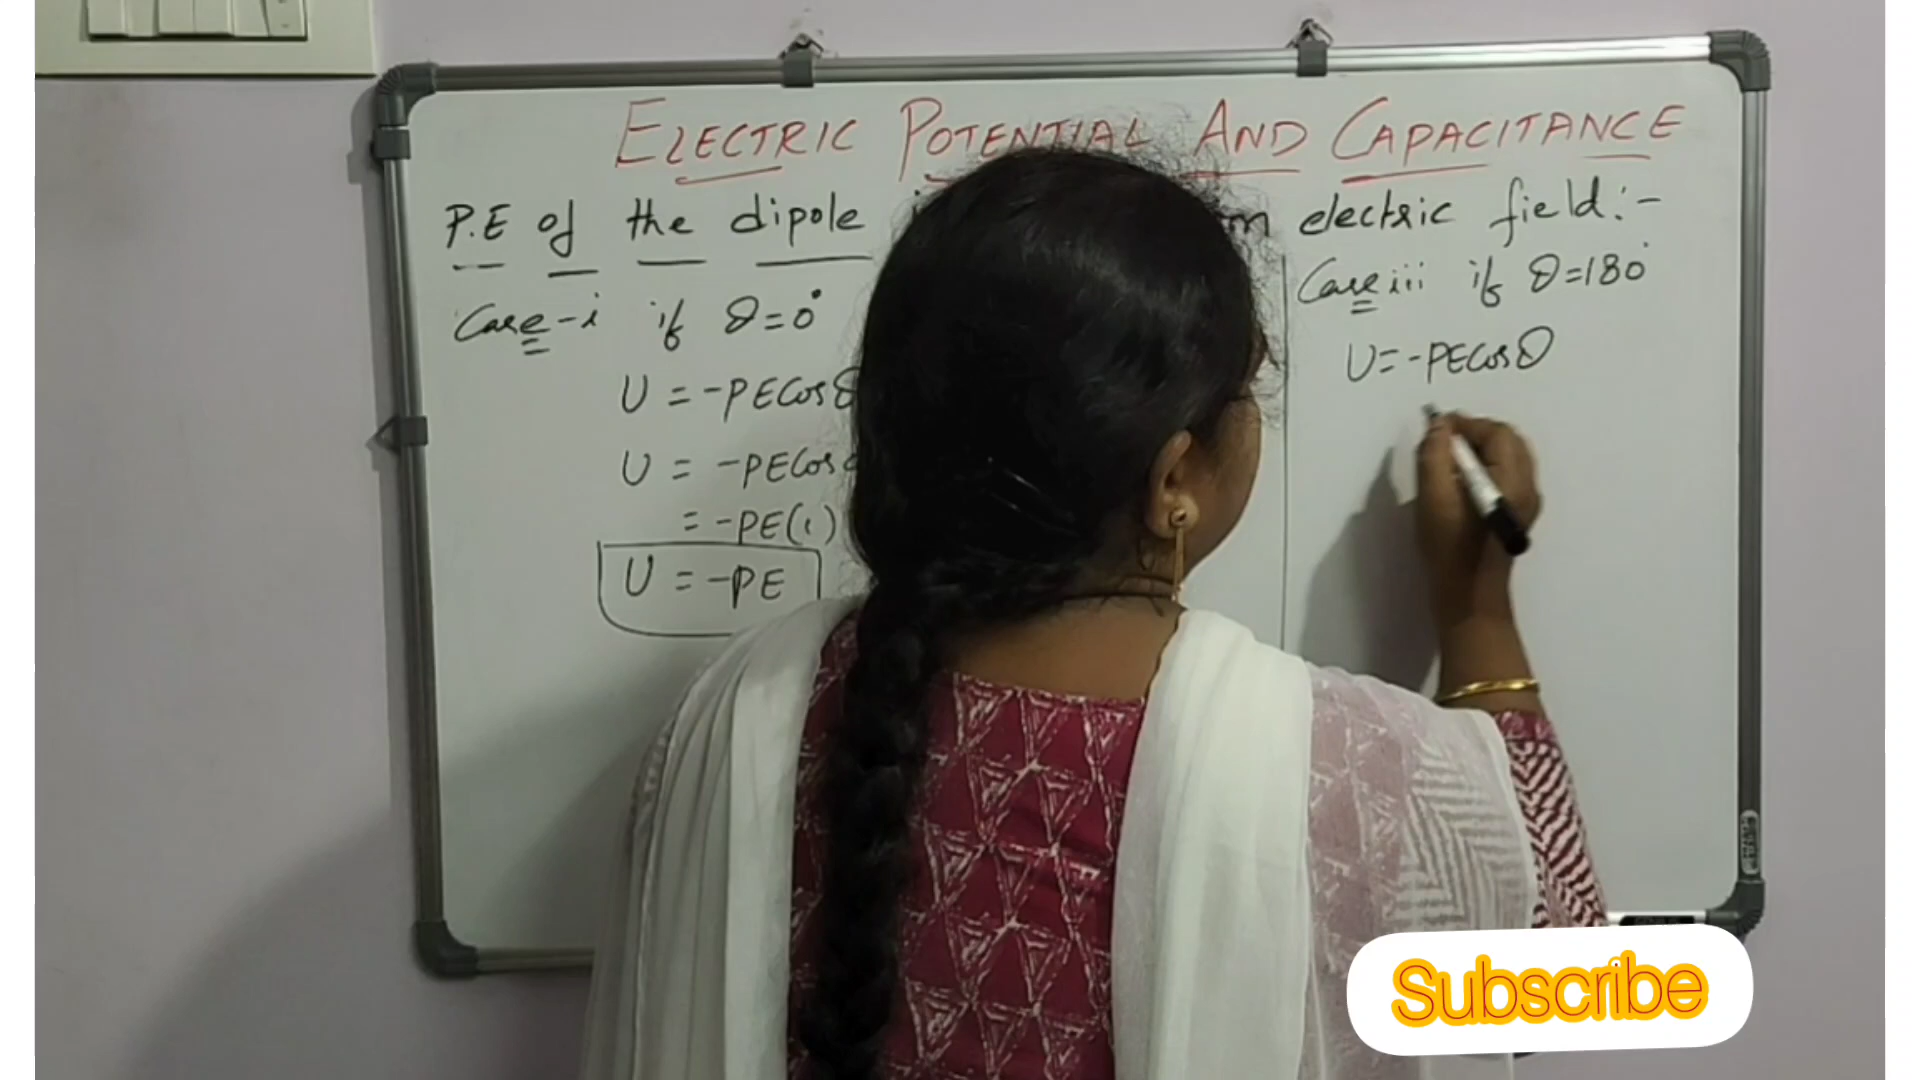 ELECTRIC POTENTIAL AND CAPACITANCE
P.E of the dipole electric field:-
Case-i if θ=0°
U = -PECosθ
U = -PECos
= -PE(1)
U = -PE
Case iii if θ=180°
U=-PECosθ
Subscribe